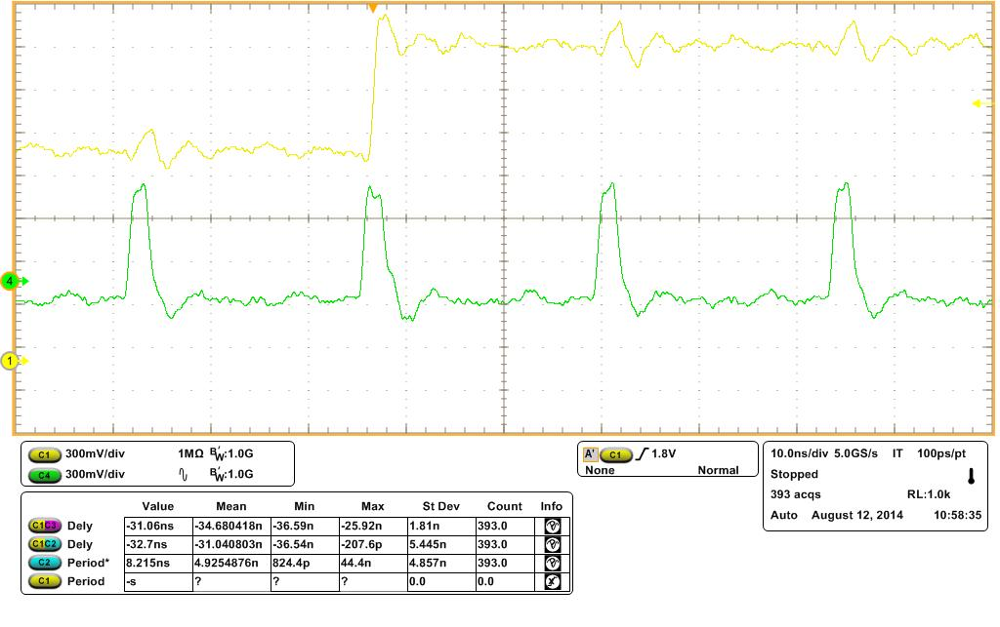 4
1
C1 300mV/div 1MΩ BW:1.0G
C4 300mV/div BW:1.0G
A' C1 1.8V
None Normal
10.0ns/div 5.0GS/s IT 100ps/pt
Stopped
393 acqs RL:1.0k
Auto August 12, 2014 10:58:35
Value Mean Min Max St Dev Count Info
C1C3 Dely -31.06ns -34.680418n -36.59n -25.92n 1.81n 393.0
C1C2 Dely -32.7ns -31.040803n -36.54n -207.6p 5.445n 393.0
C2 Period* 8.215ns 4.9254876n 824.4p 44.4n 4.857n 393.0
C1 Period -s ? ? ? 0.0 0.0